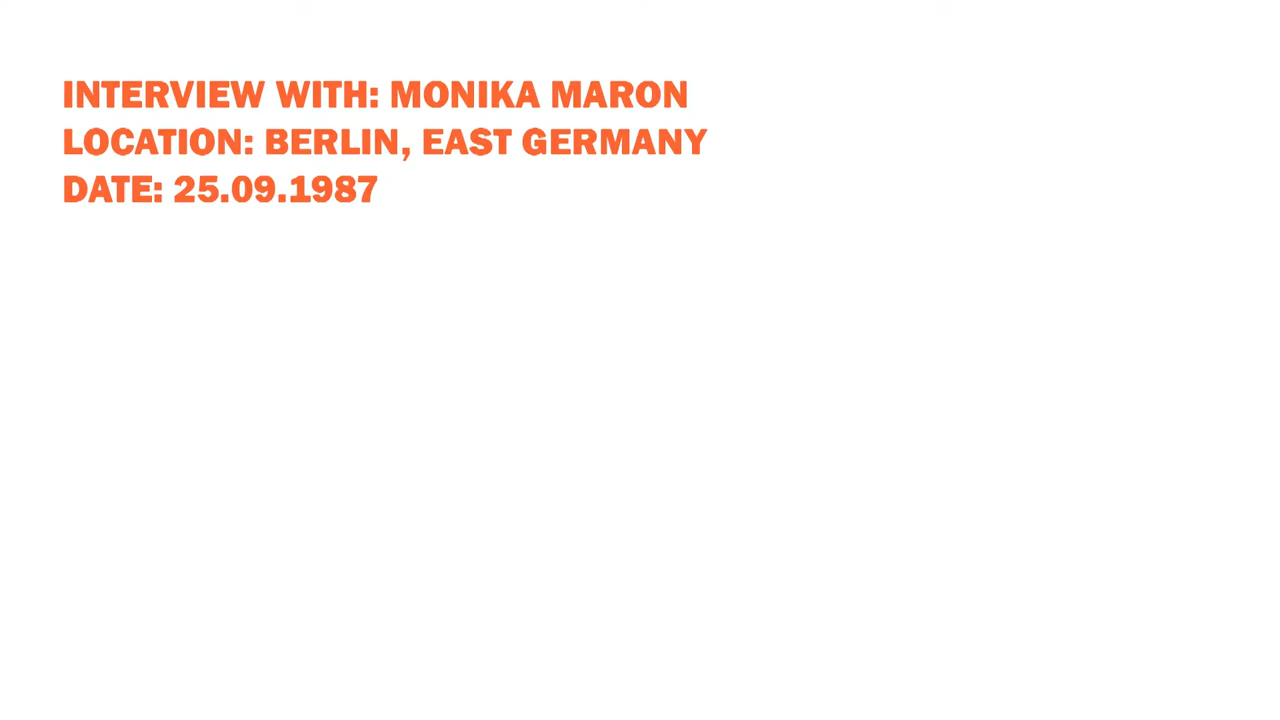 INTERVIEW WITH: MONIKA MARON
LOCATION: BERLIN, EAST GERMANY
DATE: 25.09.1987